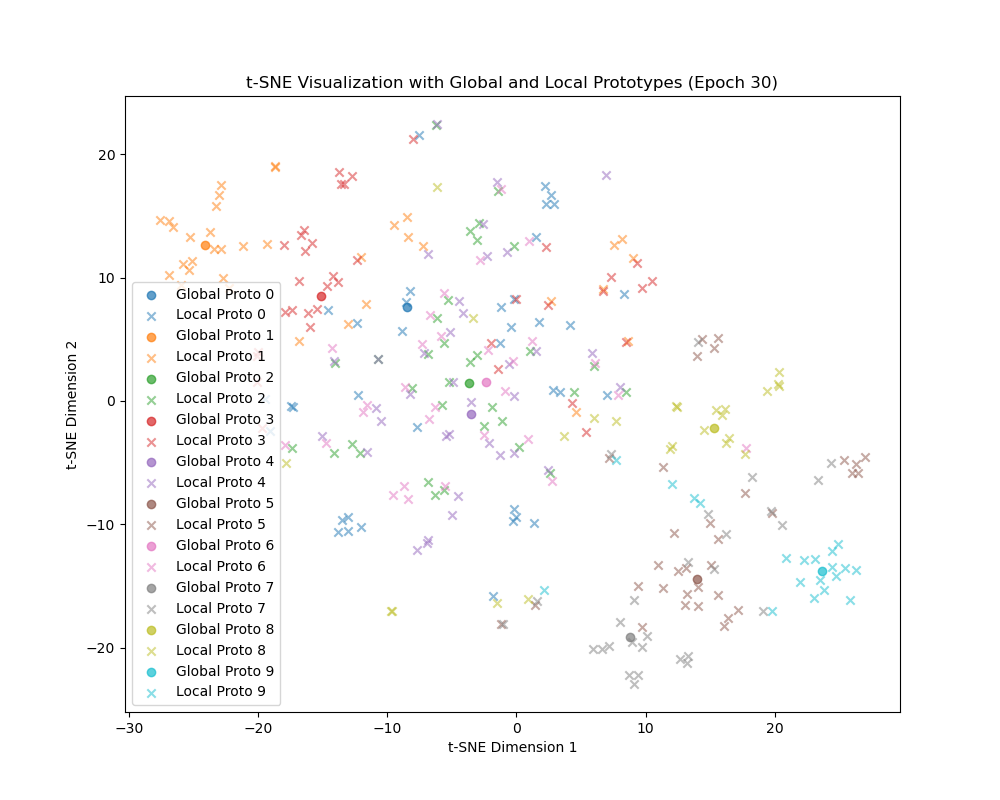 t-SNE Visualization with Global and Local Prototypes (Epoch 30)
t-SNE Dimension 2
20
10
0
−10
−20
Global Proto 0
Local Proto 0
Global Proto 1
Local Proto 1
Global Proto 2
Local Proto 2
Global Proto 3
Local Proto 3
Global Proto 4
Local Proto 4
Global Proto 5
Local Proto 5
Global Proto 6
Local Proto 6
Global Proto 7
Local Proto 7
Global Proto 8
Local Proto 8
Global Proto 9
Local Proto 9
−30 −20 −10 0 10 20
t-SNE Dimension 1